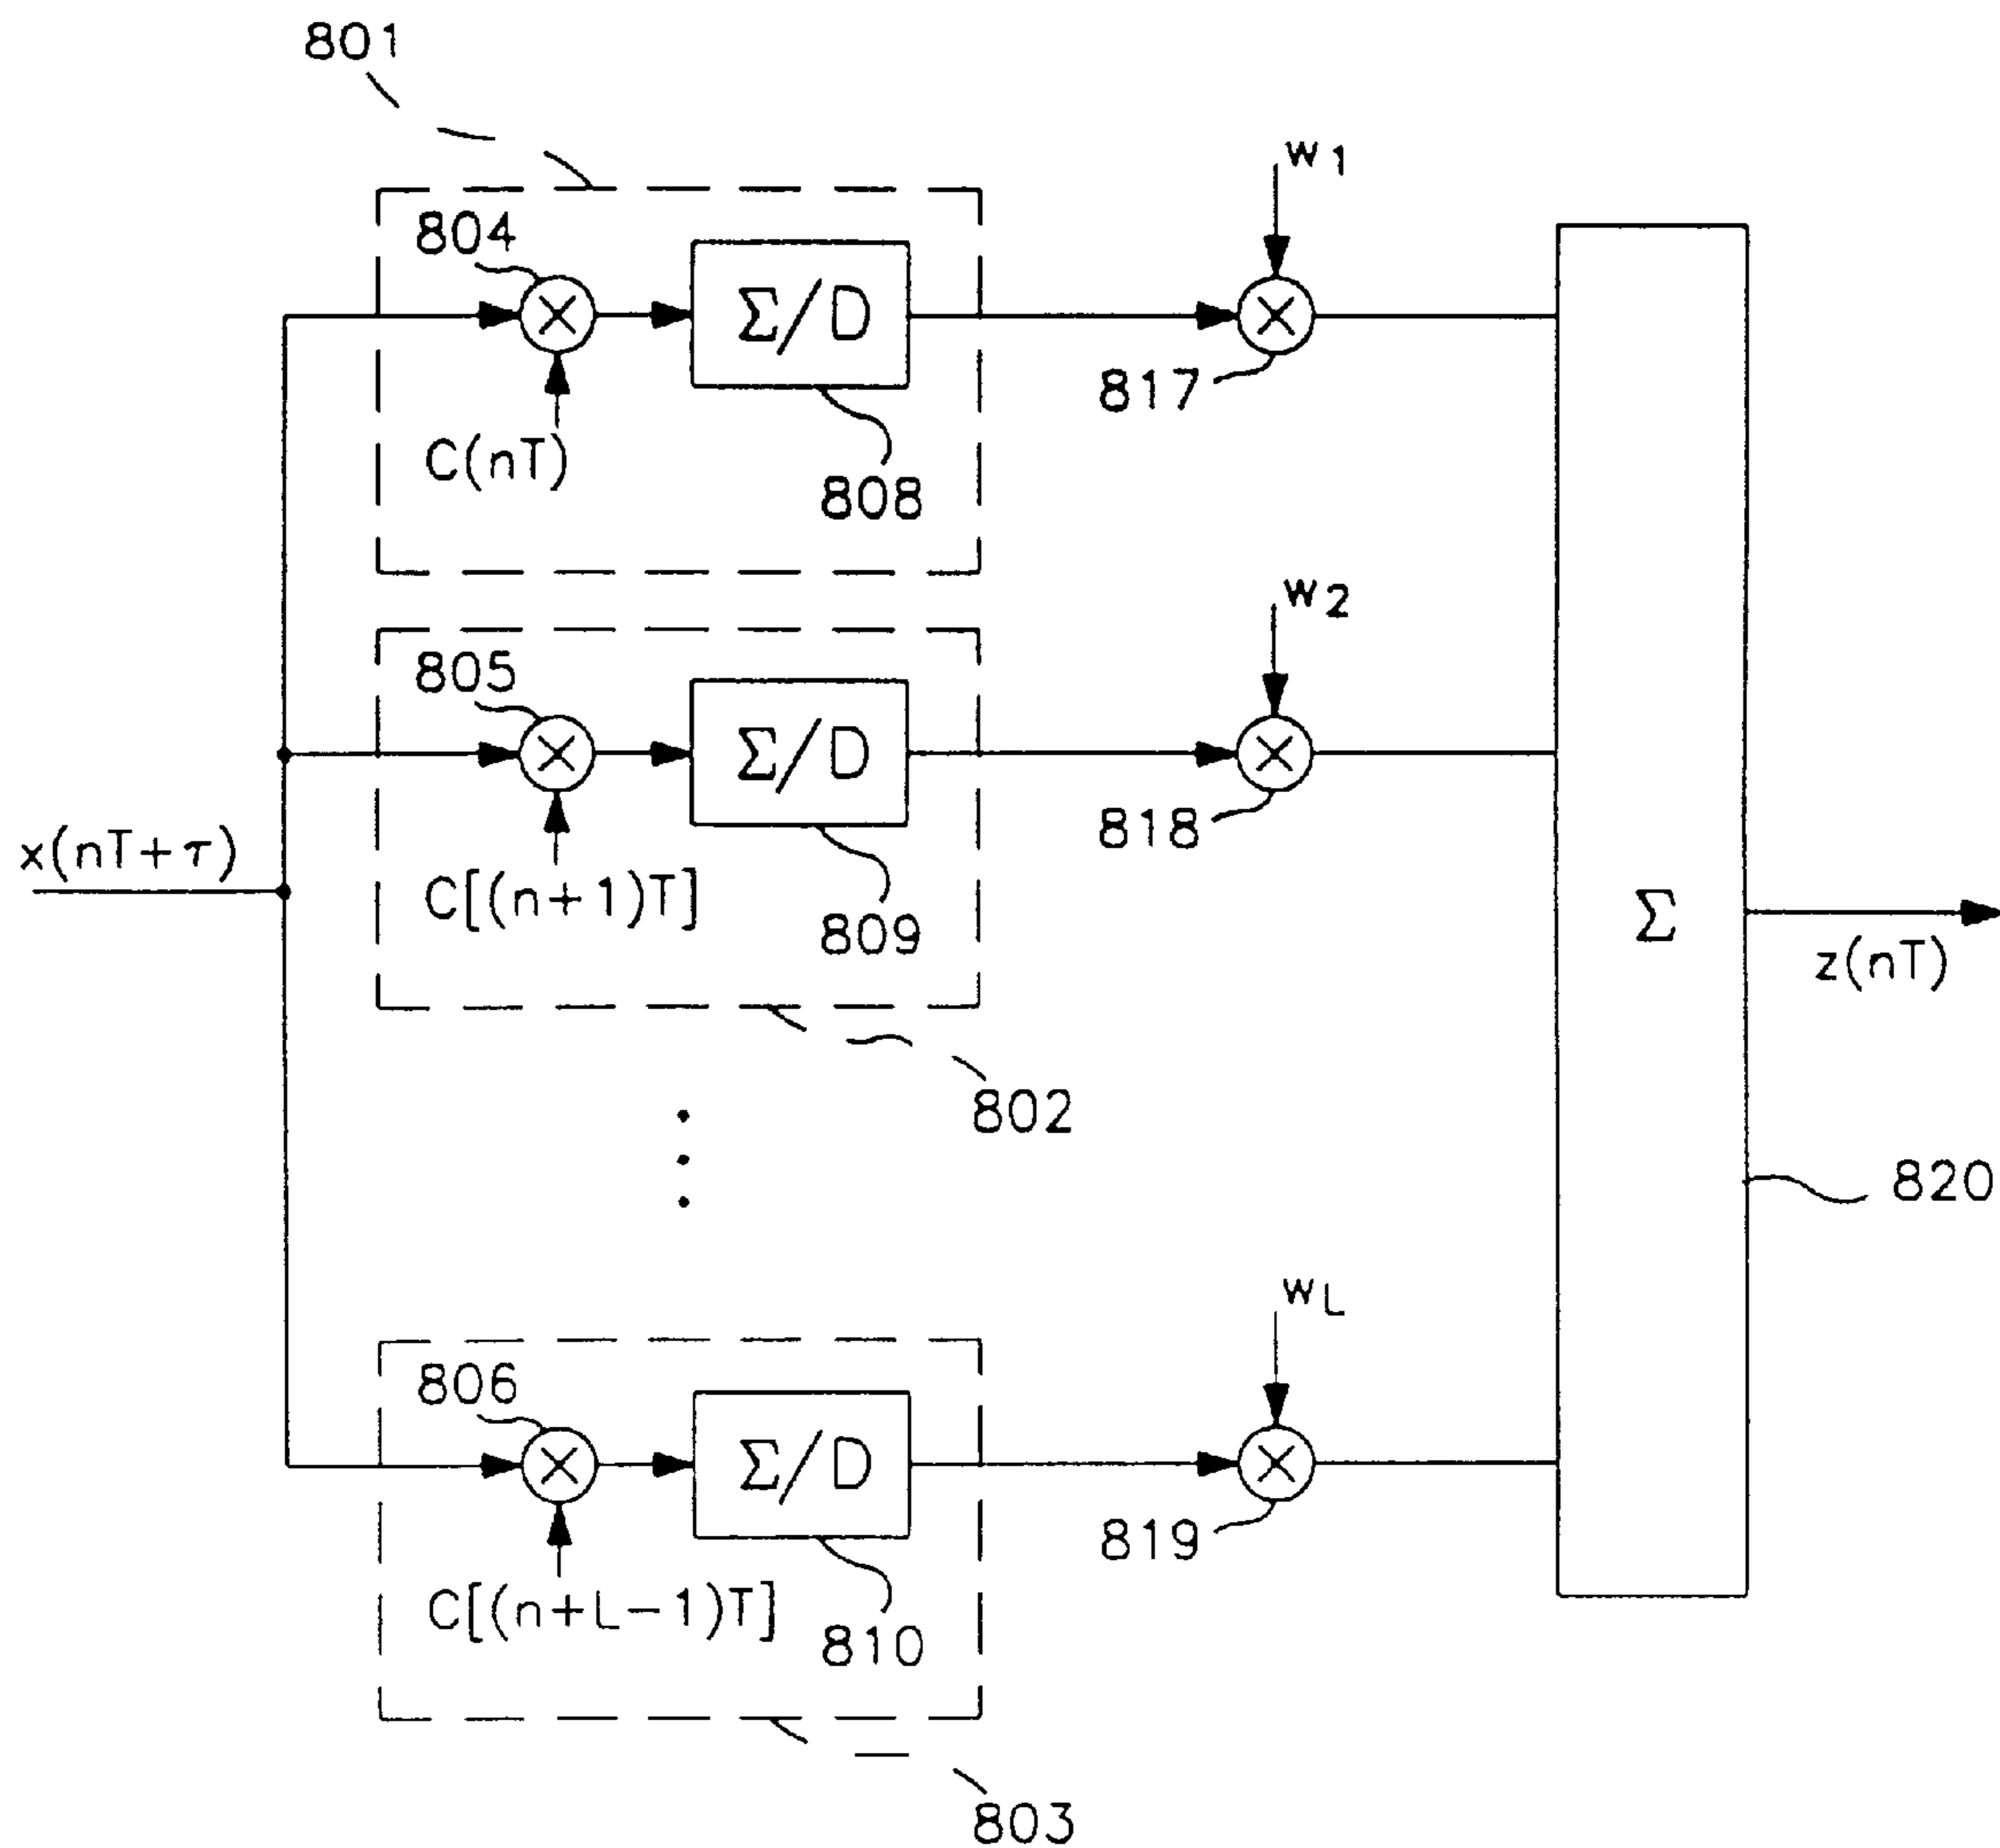 801
w1
804
Σ/D
817
C(nT)
808
w2
805
Σ/D
818
x(nT+τ)
C[(n+1)T]
809
Σ
z(nT)
802
820
wL
806
Σ/D
819
C[(n+L-1)T]
810
803